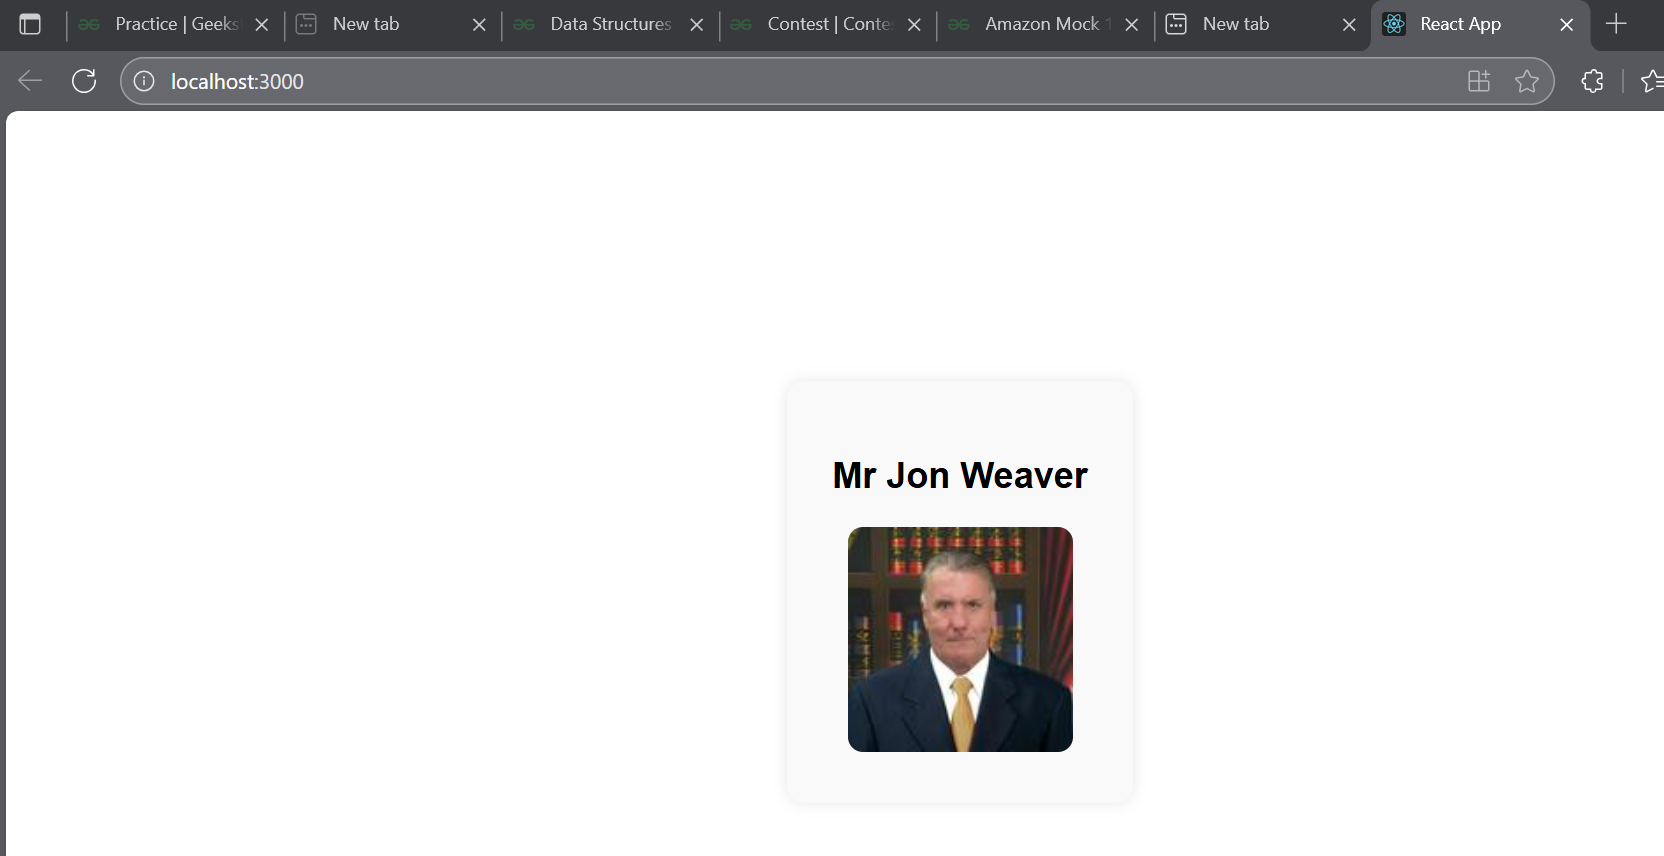 Practice | Geeks
New tab
Data Structures
Contest | Conte
Amazon Mock 1
New tab
React App
localhost:3000
Mr Jon Weaver